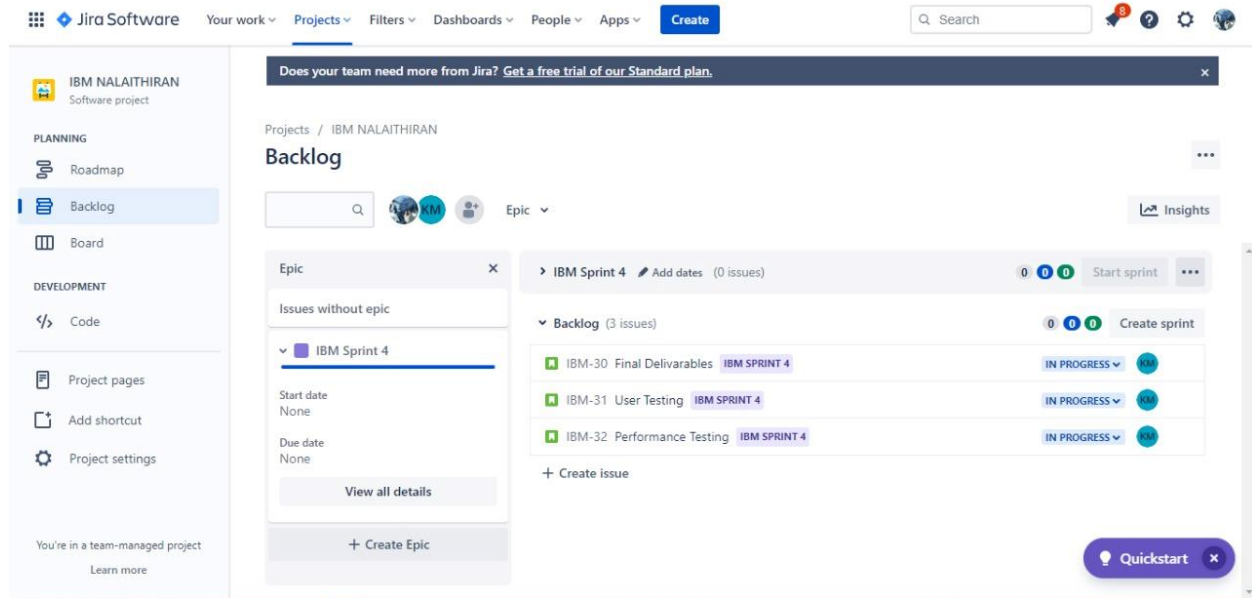 Jira Software Your work Projects Filters Dashboards People Apps Create Search 8
IBM NALAITHIRAN
Software project
PLANNING
Roadmap
Backlog
Board
DEVELOPMENT
Code
Project pages
Add shortcut
Project settings
You're in a team-managed project
Learn more
Does your team need more from Jira? Get a free trial of our Standard plan.
Projects / IBM NALAITHIRAN
Backlog
KM Epic Insights
Epic
Issues without epic
IBM Sprint 4
Start date
None
Due date
None
View all details
+ Create Epic
IBM Sprint 4 Add dates (0 issues) 0 0 0 Start sprint
Backlog (3 issues) 0 0 0 Create sprint
IBM-30 Final Delivarables IBM SPRINT 4 IN PROGRESS KM
IBM-31 User Testing IBM SPRINT 4 IN PROGRESS KM
IBM-32 Performance Testing IBM SPRINT 4 IN PROGRESS KM
+ Create issue
Quickstart